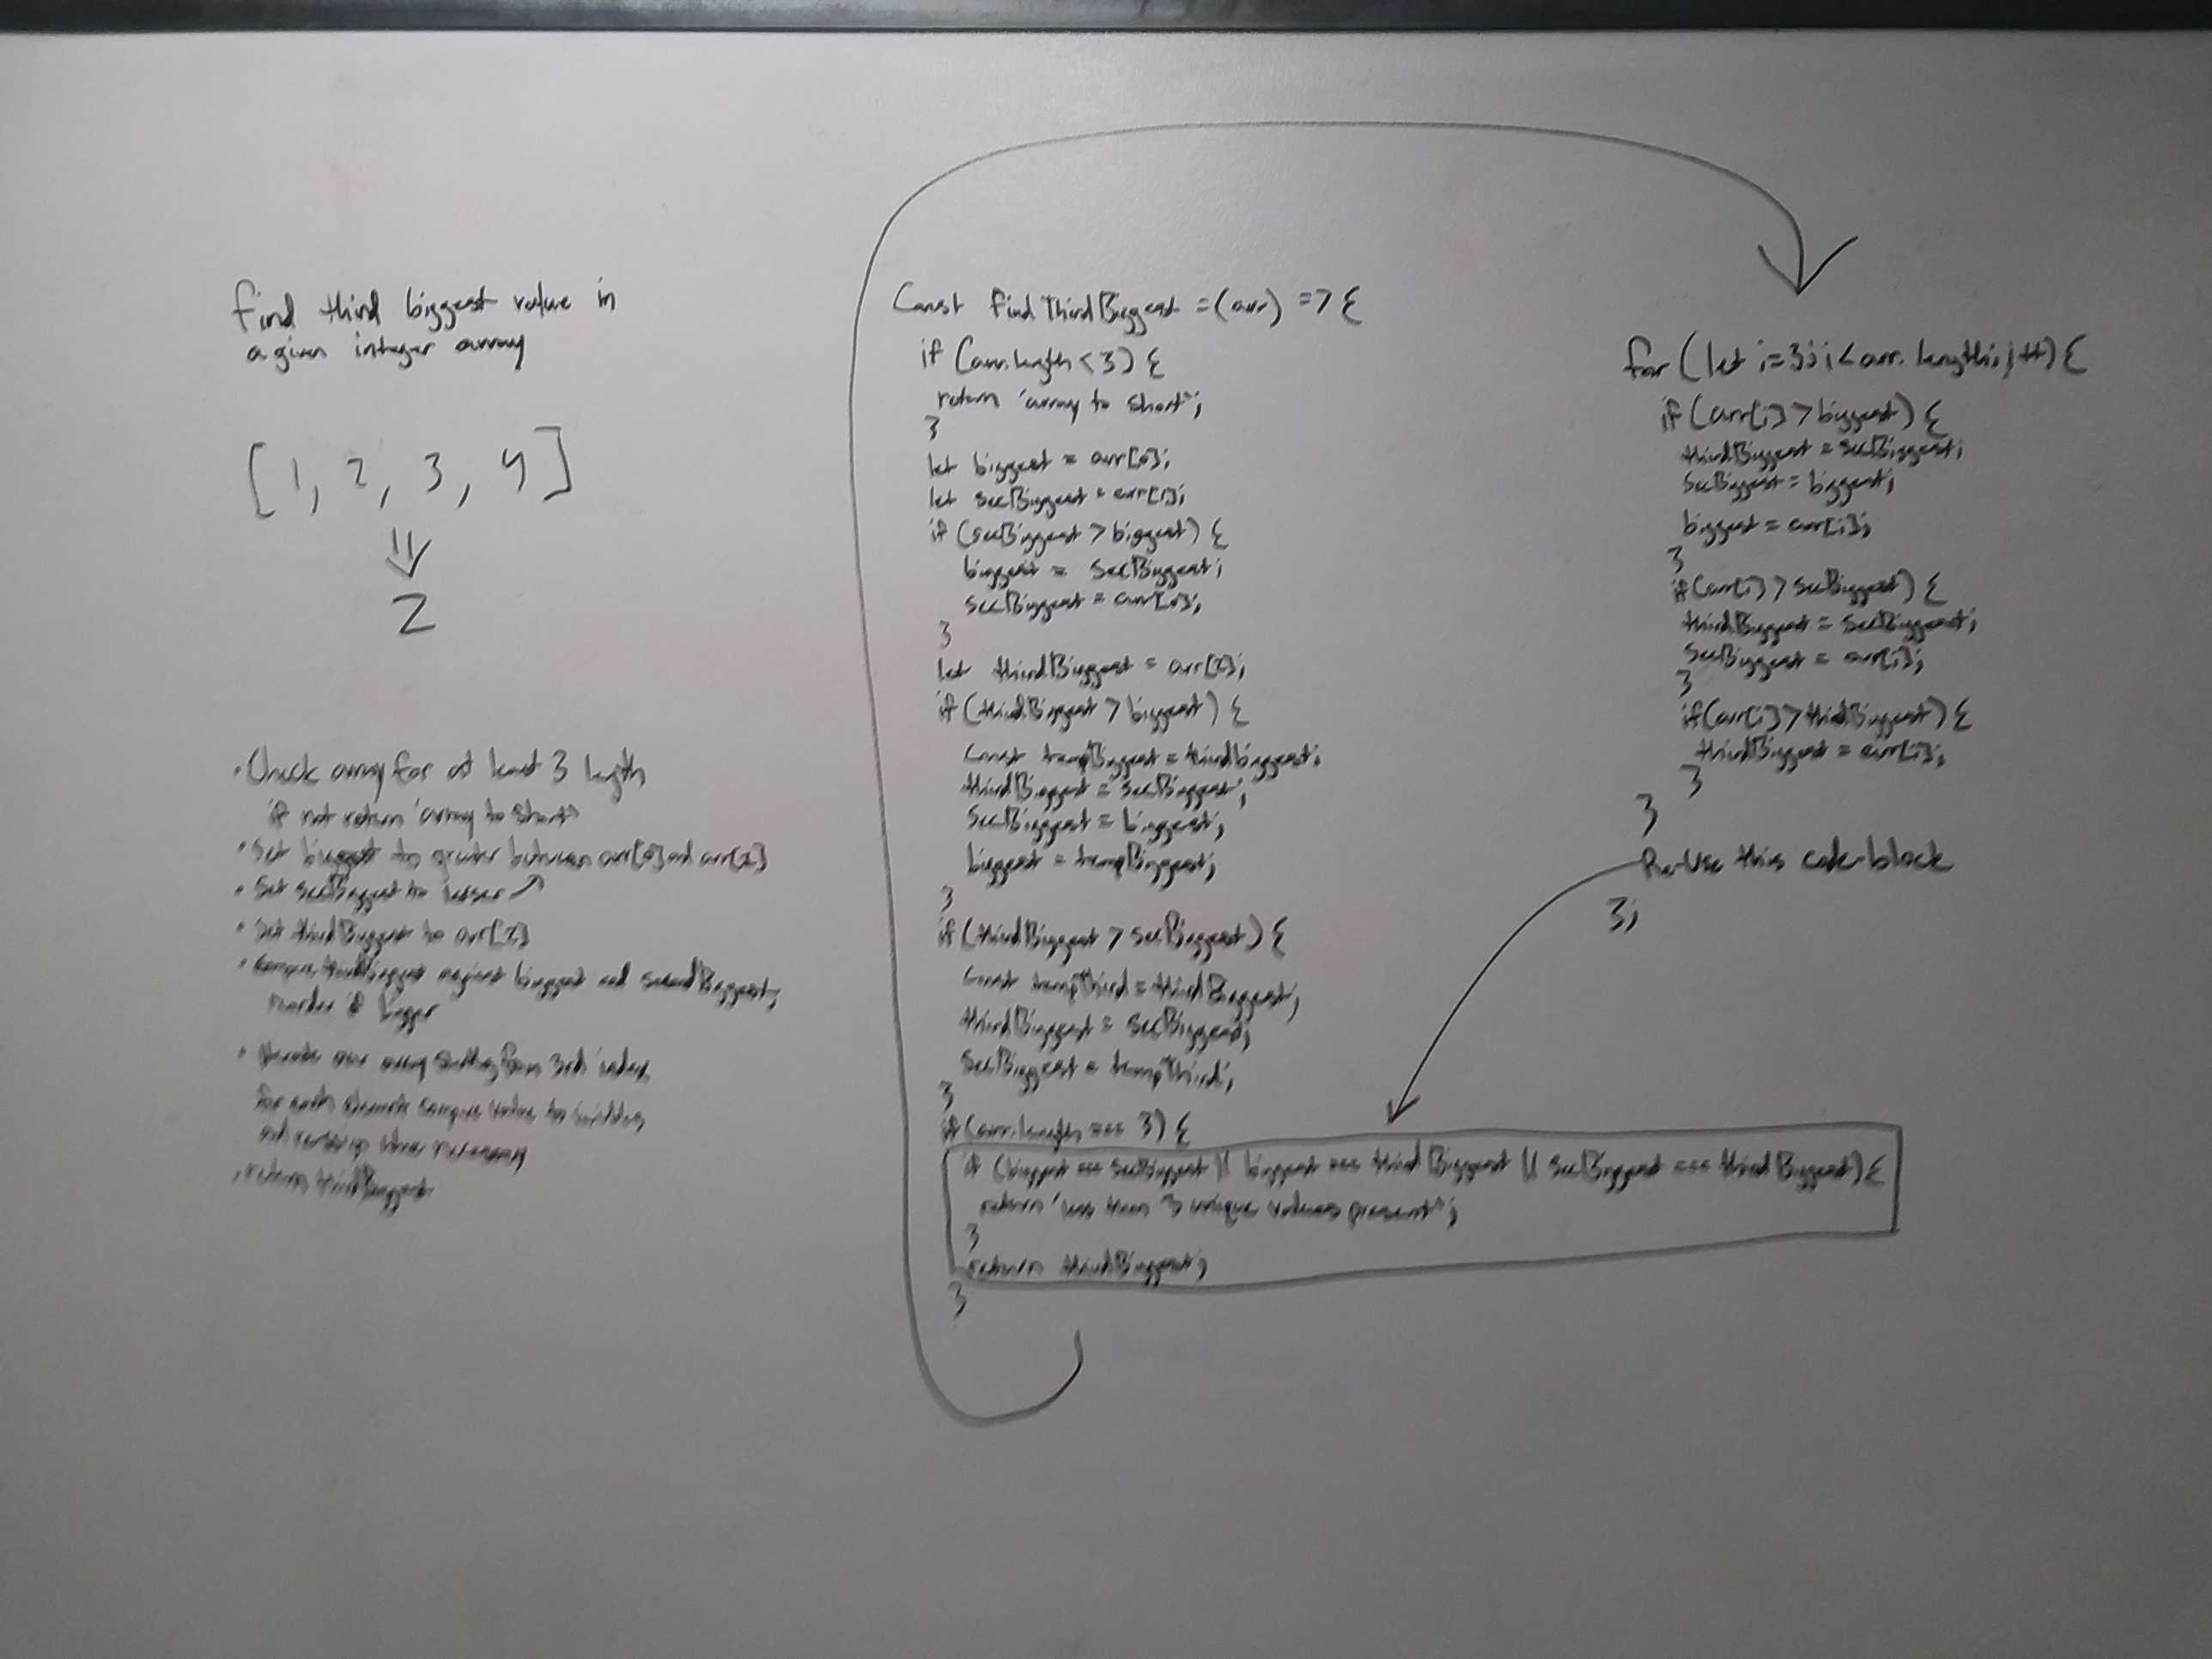 find third biggest value in
a given integer array
[1, 2, 3, 4]
2
• Check array for at least 3 length
if not return 'array to short'
• Set biggest to greater between arr[0] and arr[1]
• Set secBiggest to lesser
• Set thirdBiggest to arr[2]
• Compare thirdBiggest against biggest and secondBiggest,
reorder if bigger
• iterate over array starting from 3rd index
for each element compare value to
and where necessary
• return thirdBiggest
Const findThirdBiggest = (arr) => {
if (arr.length < 3) {
return 'array to short';
}
let biggest = arr[0];
let secBiggest = arr[1];
if (secBiggest > biggest) {
biggest = secBiggest;
secBiggest = arr[0];
}
let thirdBiggest = arr[2];
if (thirdBiggest > biggest) {
const tempBiggest = thirdbiggest;
thirdBiggest = secBiggest;
secBiggest = biggest;
biggest = tempBiggest;
}
if (thirdBiggest > secBiggest) {
const tempThird = thirdBiggest;
thirdBiggest = secBiggest;
secBiggest = tempThird;
}
if (arr.length === 3) {
if (biggest === secBiggest || biggest === thirdBiggest || secBiggest === thirdBiggest) {
return 'less then 3 unique values present';
}
return thirdBiggest;
}
for (let i=3; i < arr.length; i++) {
if (arr[i] > biggest) {
thirdBiggest = secBiggest;
secBiggest = biggest;
biggest = arr[i];
}
if (arr[i] > secBiggest) {
thirdBiggest = secBiggest;
secBiggest = arr[i];
}
if (arr[i] > thirdBiggest) {
thirdBiggest = arr[i];
}
}
Re-Use this code block
};